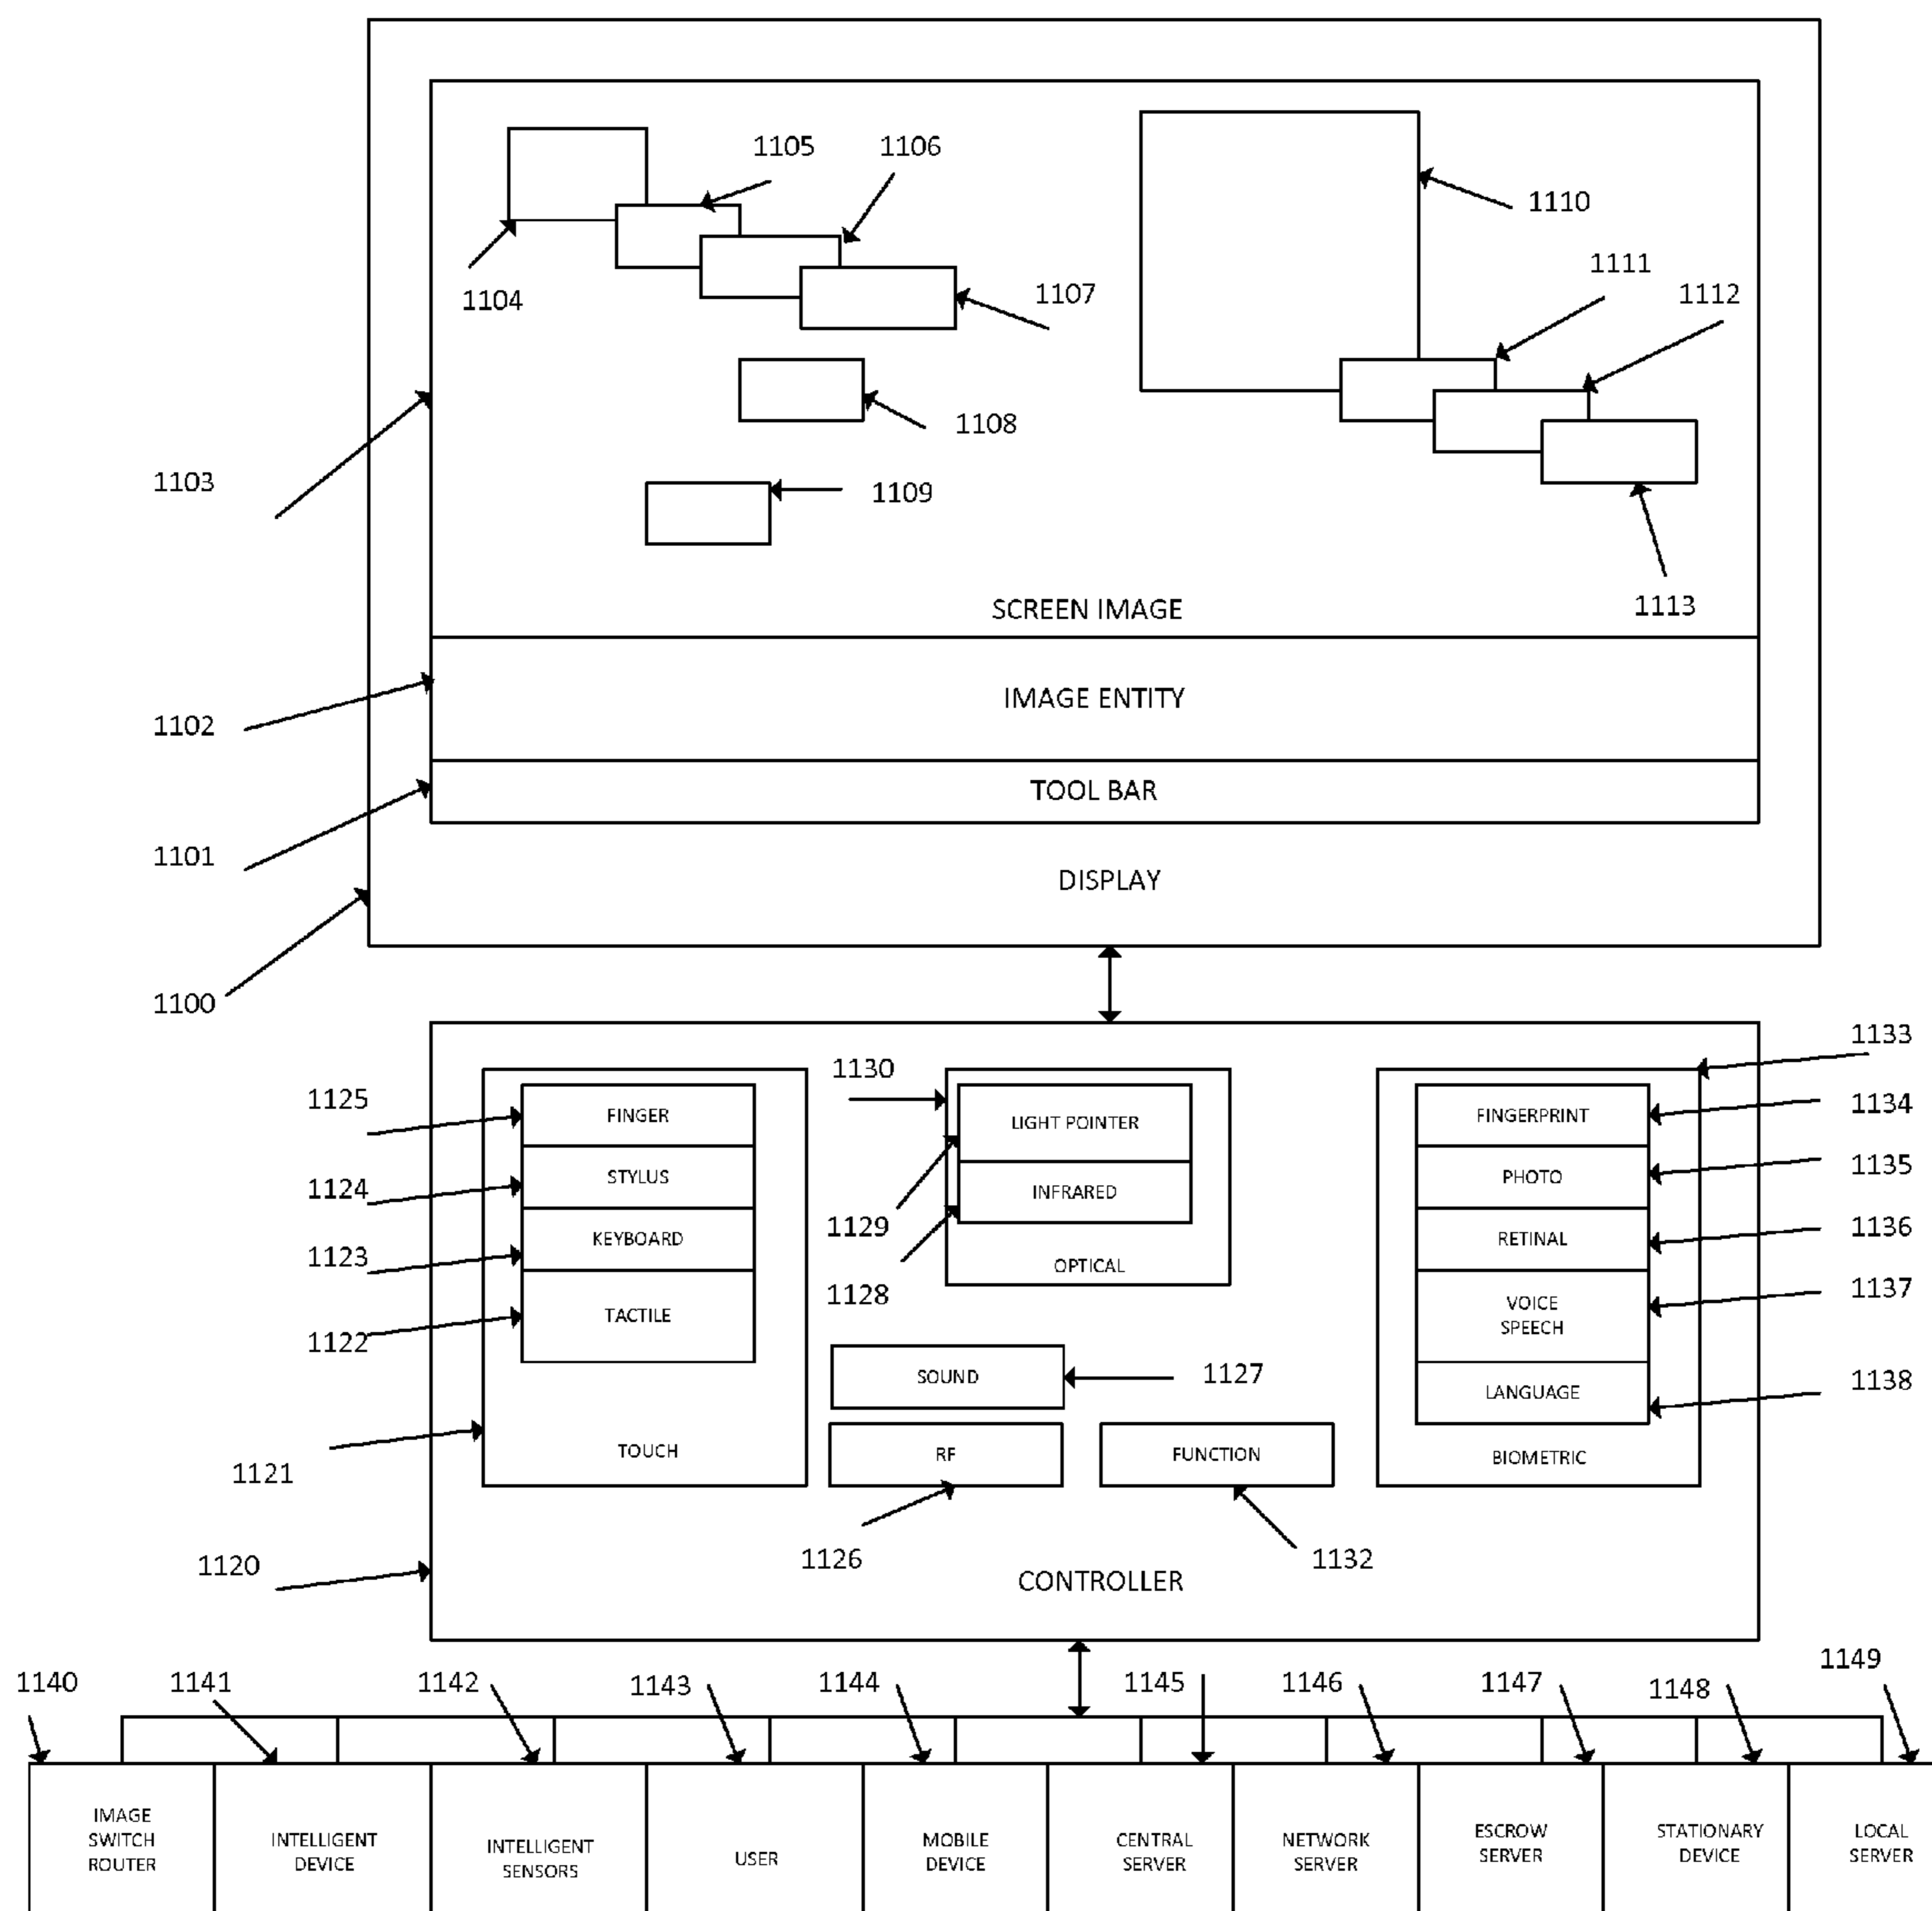 1105
1106
1110
1104
1107
1111
1112
1108
1103
1109
SCREEN IMAGE
1113
IMAGE ENTITY
1102
TOOL BAR
1101
DISPLAY
1100
1133
1130
1125
FINGER
LIGHT POINTER
FINGERPRINT
1134
1124
STYLUS
PHOTO
1135
INFRARED
1129
1123
KEYBOARD
RETINAL
1136
OPTICAL
1128
1122
TACTILE
VOICE
SPEECH
1137
SOUND
1127
LANGUAGE
1138
TOUCH
RF
FUNCTION
BIOMETRIC
1121
1126
1132
1120
CONTROLLER
1140
1141
1142
1143
1144
1145
1146
1147
1148
1149
IMAGE
SWITCH
ROUTER
INTELLIGENT
DEVICE
INTELLIGENT
SENSORS
USER
MOBILE
DEVICE
CENTRAL
SERVER
NETWORK
SERVER
ESCROW
SERVER
STATIONARY
DEVICE
LOCAL
SERVER